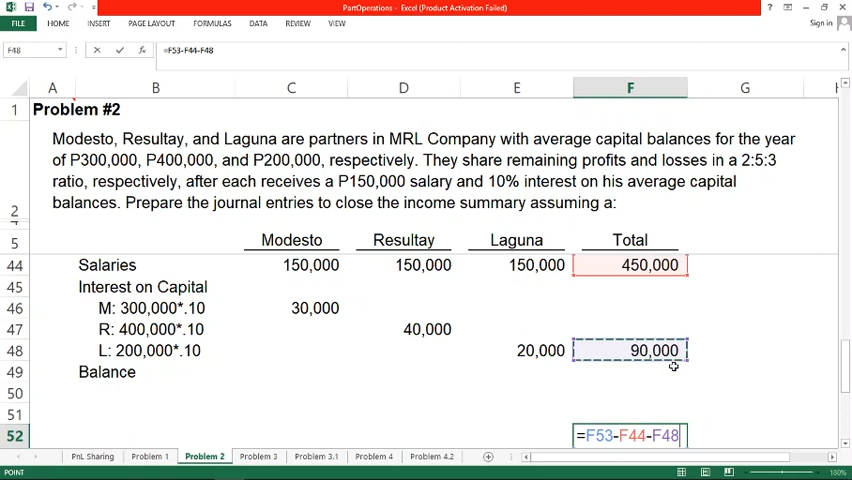 PartOperations - Excel (Product Activation Failed)
FILE HOME INSERT PAGE LAYOUT FORMULAS DATA REVIEW VIEW Sign in
F48 fx =F53-F44-F48
A B C D E F G H
1 Problem #2
Modesto, Resultay, and Laguna are partners in MRL Company with average capital balances for the year
of P300,000, P400,000, and P200,000, respectively. They share remaining profits and losses in a 2:5:3
ratio, respectively, after each receives a P150,000 salary and 10% interest on his average capital
2 balances. Prepare the journal entries to close the income summary assuming a:
4
5 Modesto Resultay Laguna Total
44 Salaries 150,000 150,000 150,000 450,000
45 Interest on Capital
46 M: 300,000*.10 30,000
47 R: 400,000*.10 40,000
48 L: 200,000*.10 20,000 90,000
49 Balance
50
51
52 =F53-F44-F48
PnL Sharing Problem 1 Problem 2 Problem 3 Problem 3.1 Problem 4 Problem 4.2
POINT 180%